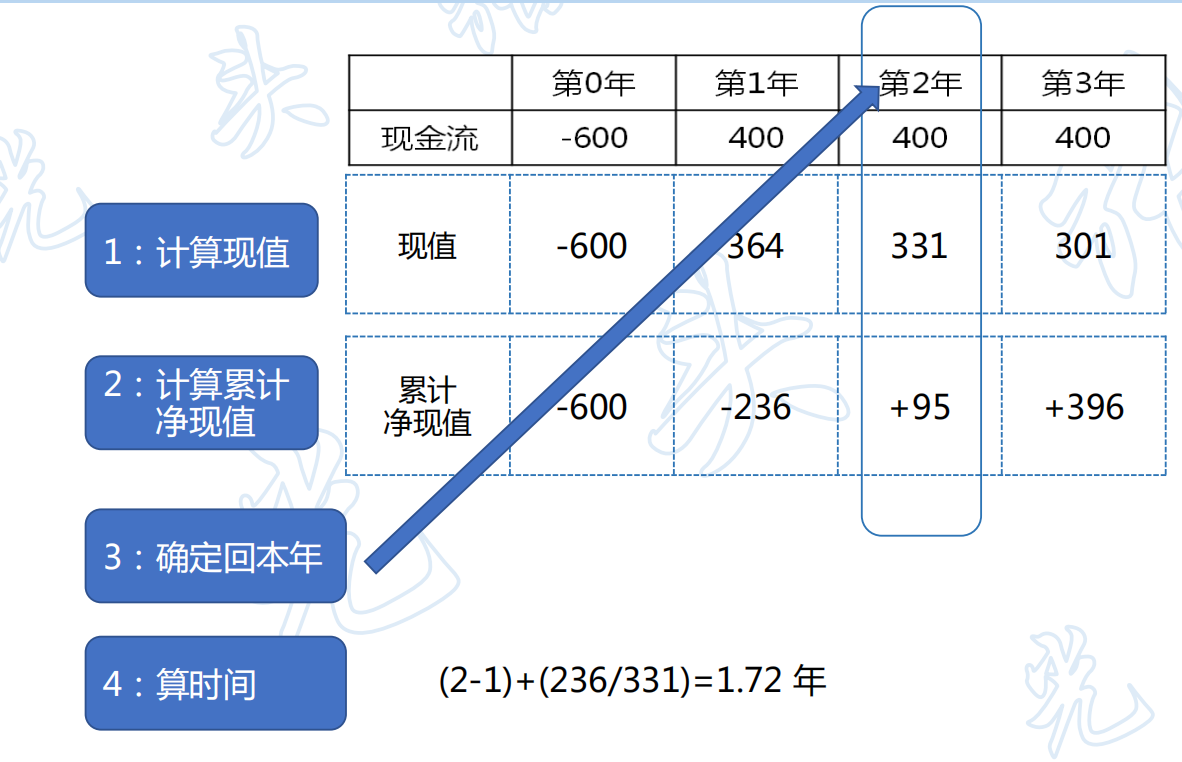 第0年 第1年 第2年 第3年
现金流 -600 400 400 400
1：计算现值
现值 -600 364 331 301
2：计算累计
净现值
累计
净现值 -600 -236 +95 +396
3：确定回本年
4：算时间
(2-1)+(236/331)=1.72 年